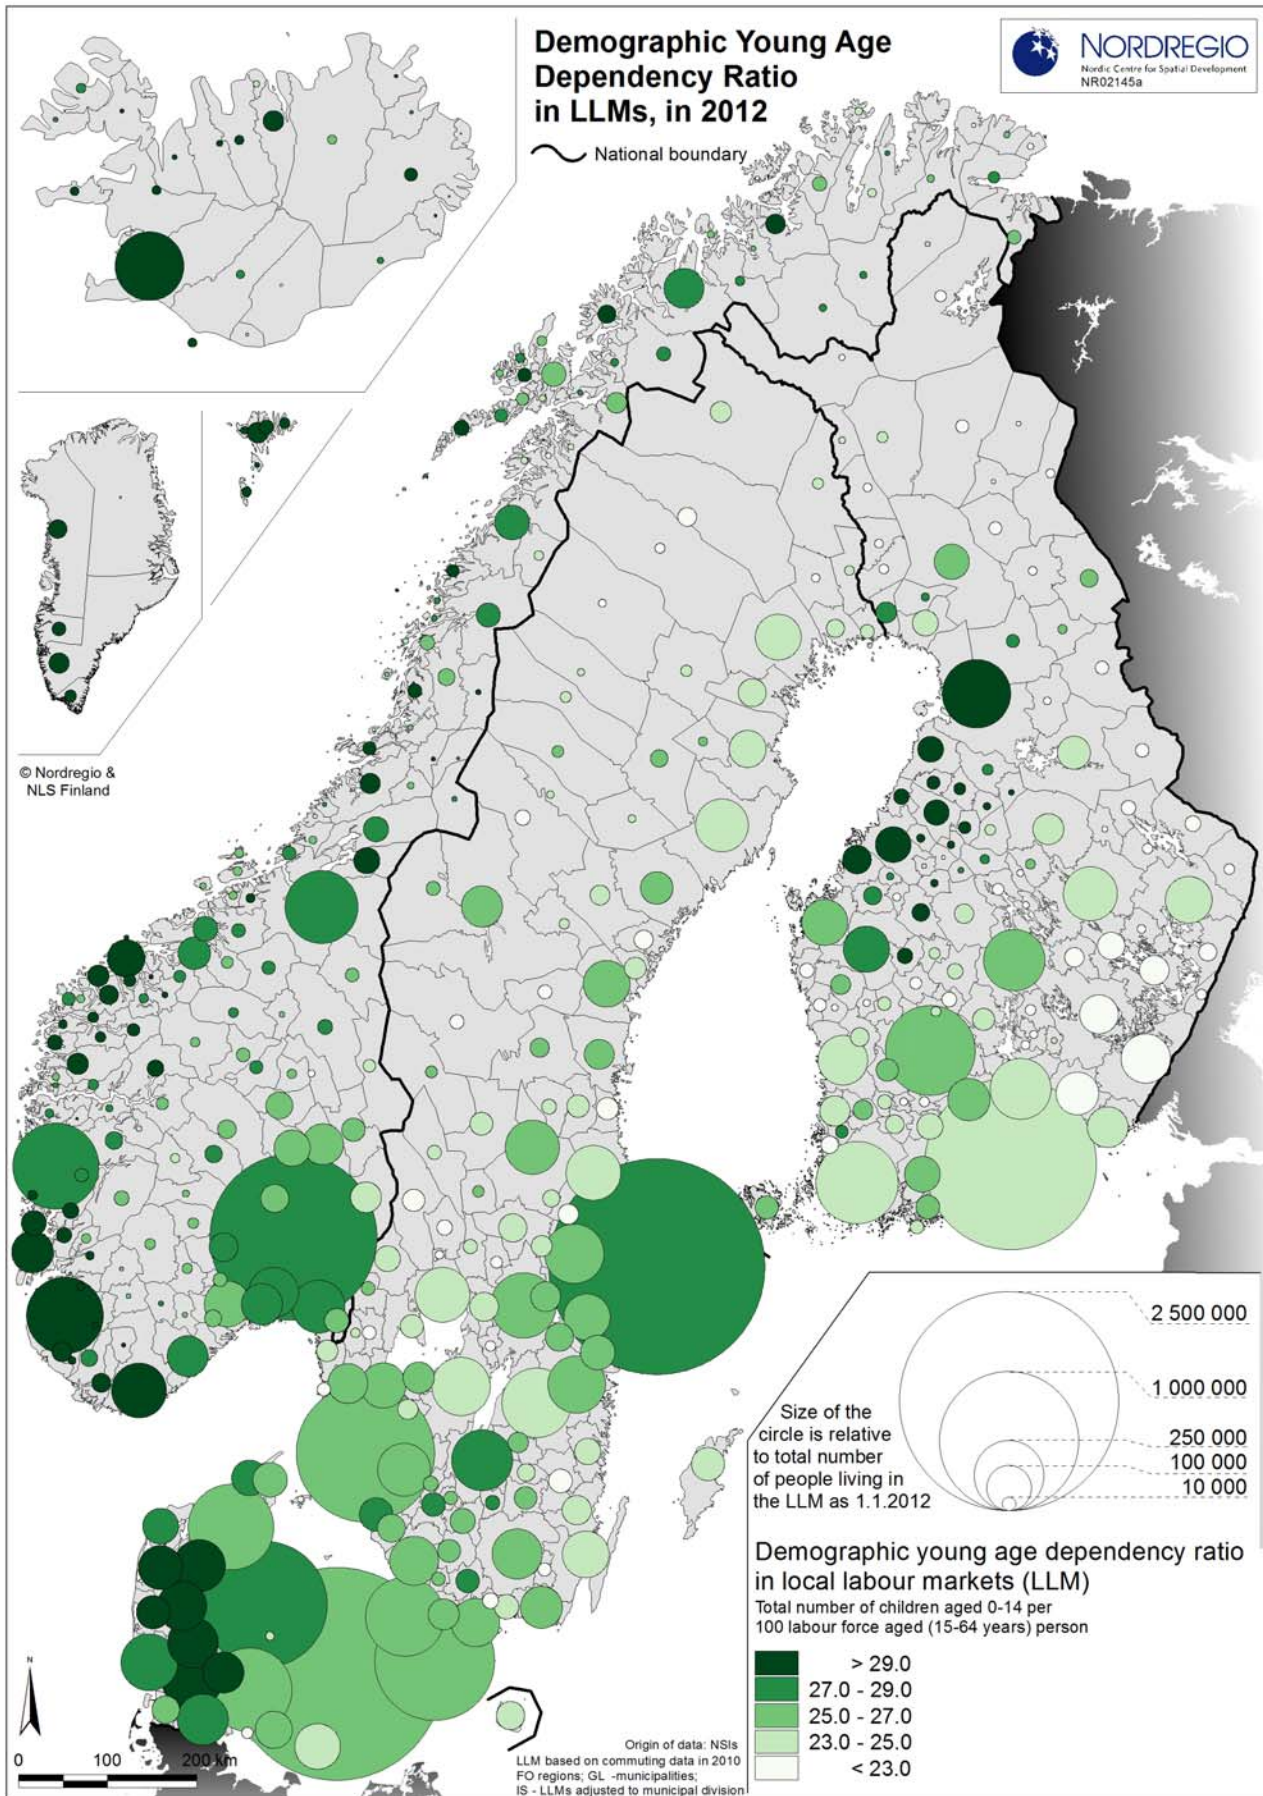 Demographic Young Age
Dependency Ratio
in LLMs, in 2012
National boundary
NORDREGIO
Nordic Centre for Spatial Development
NR02145a
© Nordregio &
NLS Finland
2 500 000
1 000 000
250 000
100 000
10 000
Size of the
circle is relative
to total number
of people living in
the LLM as 1.1.2012
Demographic young age dependency ratio
in local labour markets (LLM)
Total number of children aged 0-14 per
100 labour force aged (15-64 years) person
> 29.0
27.0 - 29.0
25.0 - 27.0
23.0 - 25.0
< 23.0
N
0 100 200 km
Origin of data: NSIs
LLM based on commuting data in 2010
FO regions; GL -municipalities;
IS - LLMs adjusted to municipal division